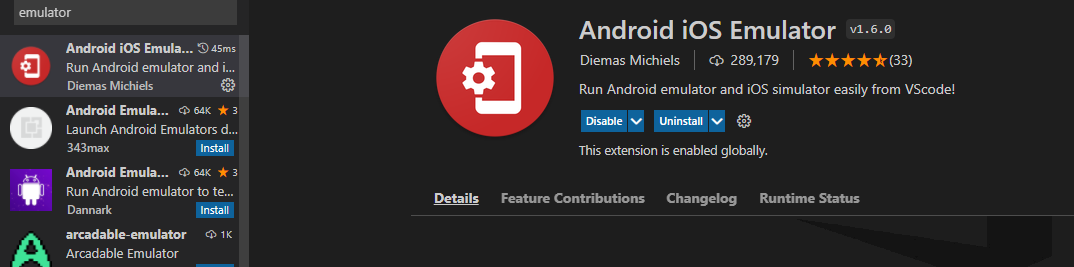 emulator
Android iOS Emula... 45ms
Run Android emulator and i...
Diemas Michiels
Android Emula... 64K ★ 3
Launch Android Emulators d...
343max Install
Android Emula... 64K ★ 3
Run Android emulator to te...
Dannark Install
arcadable-emulator 1K
Arcadable Emulator
Android iOS Emulator v1.6.0
Diemas Michiels 289,179 (33)
Run Android emulator and iOS simulator easily from VScode!
Disable Uninstall
This extension is enabled globally.
Details Feature Contributions Changelog Runtime Status